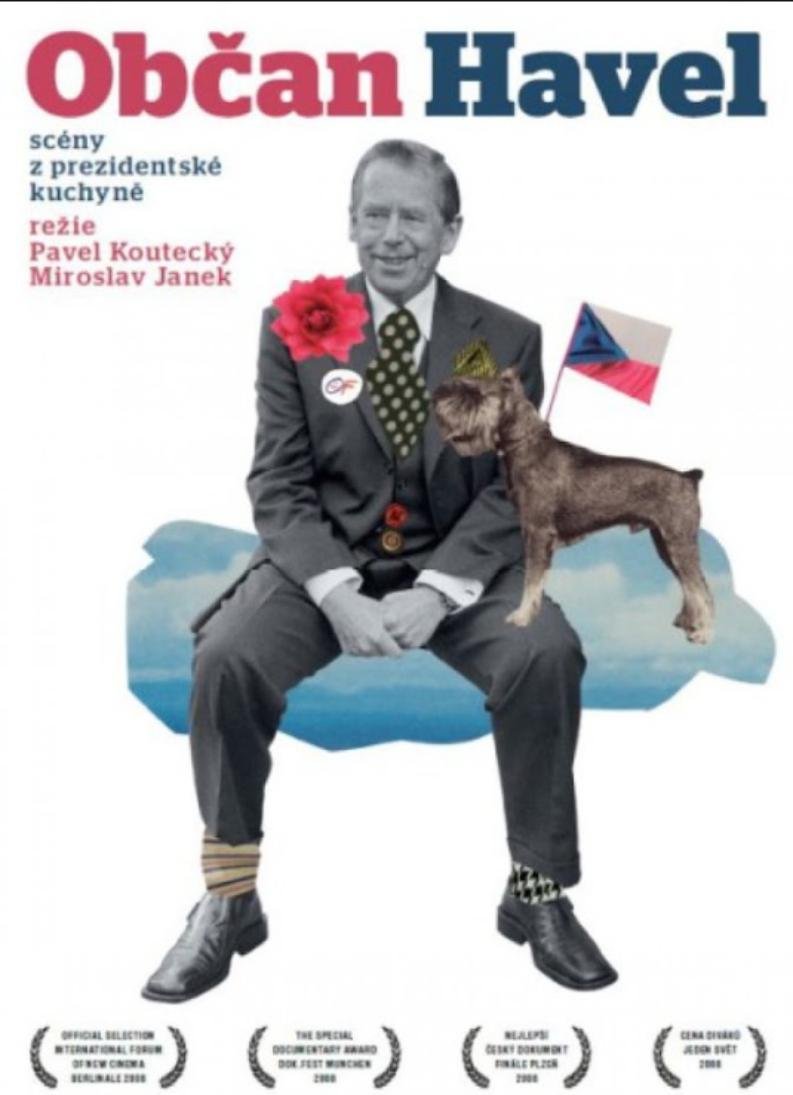 Občan Havel
scény
z prezidentské
kuchyně
režie
Pavel Koutecký
Miroslav Janek
OF
OFFICIAL SELECTION
INTERNATIONAL FORUM
OF NEW CINEMA
BERLINALE 2008
THE SPECIAL
DOCUMENTARY AWARD
DOK.FEST MUNCHEN
2008
NEJLEPŠÍ
ČESKÝ DOKUMENT
FINÁLE PLZEŇ
2008
CENA DIVÁKŮ
JEDEN SVĚT
2008